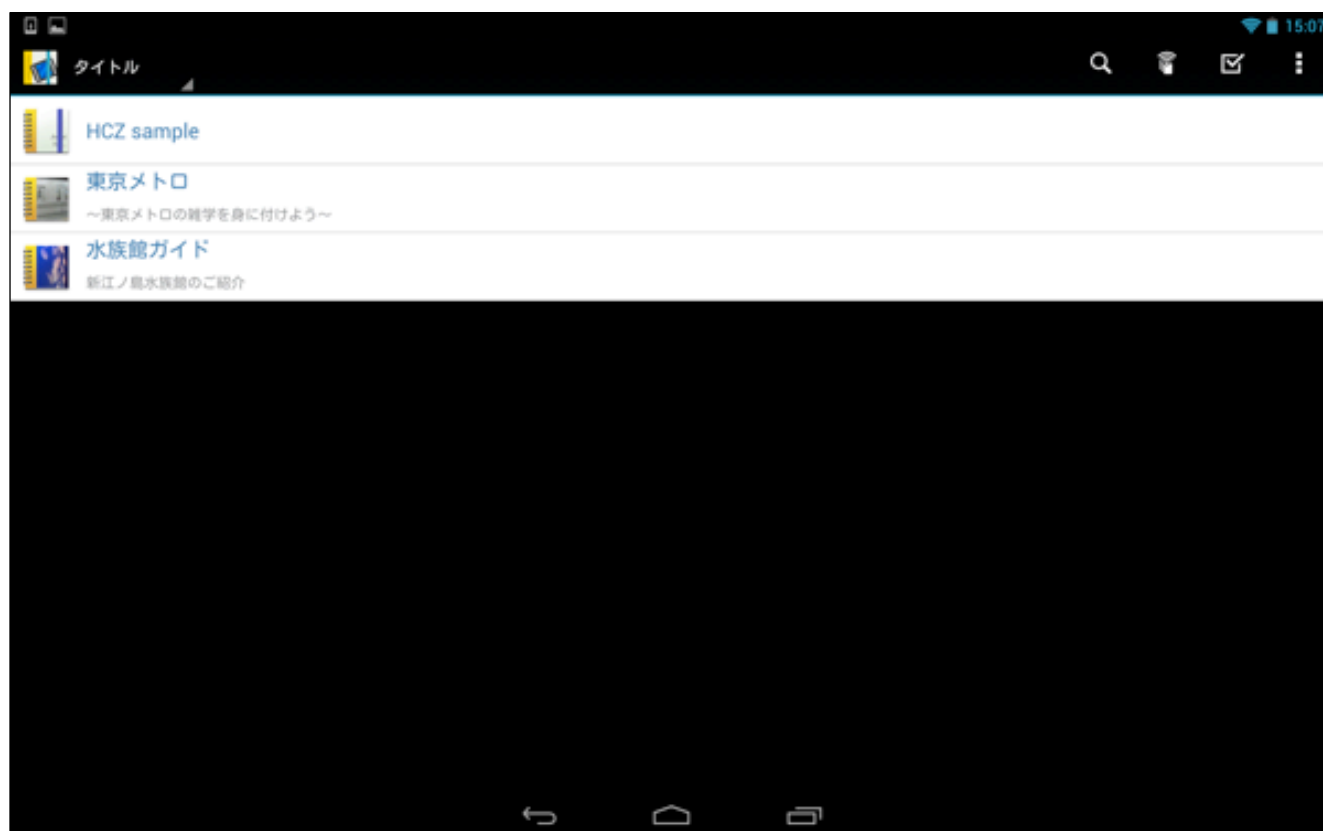 15:07
タイトル
HCZ sample
東京メトロ
～東京メトロの雑学を身に付けよう～
水族館ガイド
新江ノ島水族館のご紹介